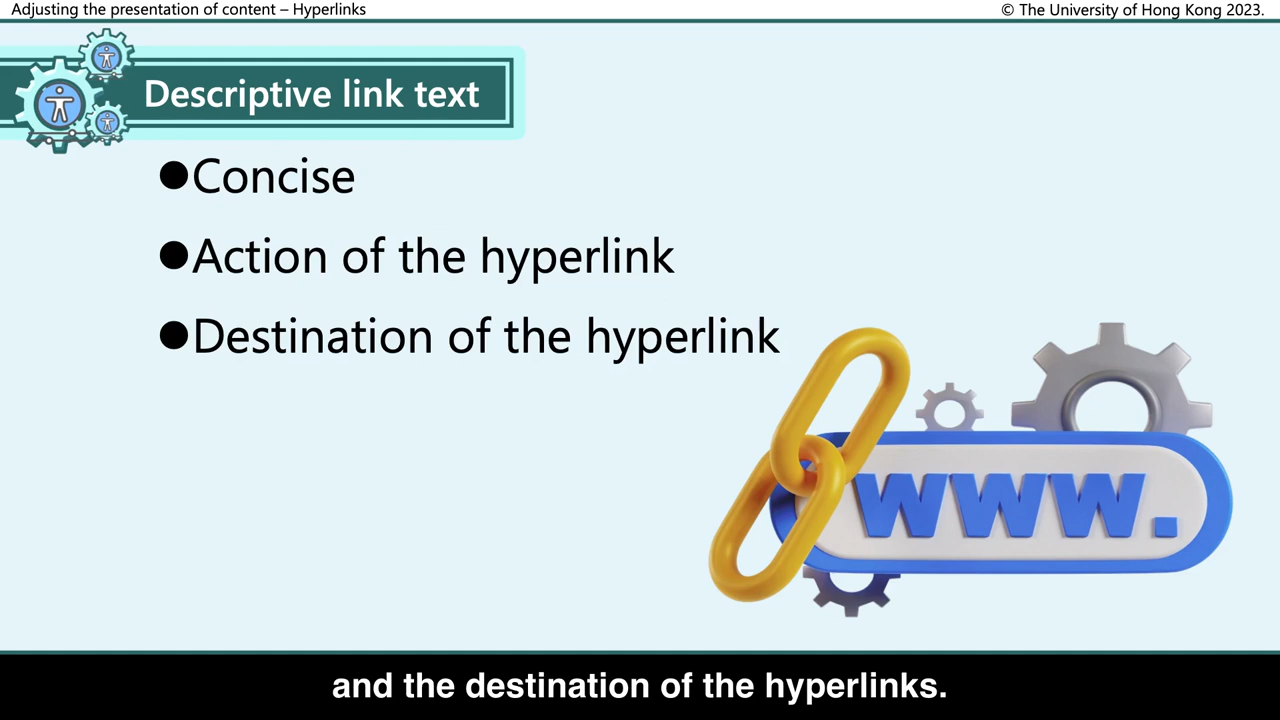 Adjusting the presentation of content – Hyperlinks
© The University of Hong Kong 2023.
Descriptive link text
●Concise
●Action of the hyperlink
●Destination of the hyperlink
www.
and the destination of the hyperlinks.